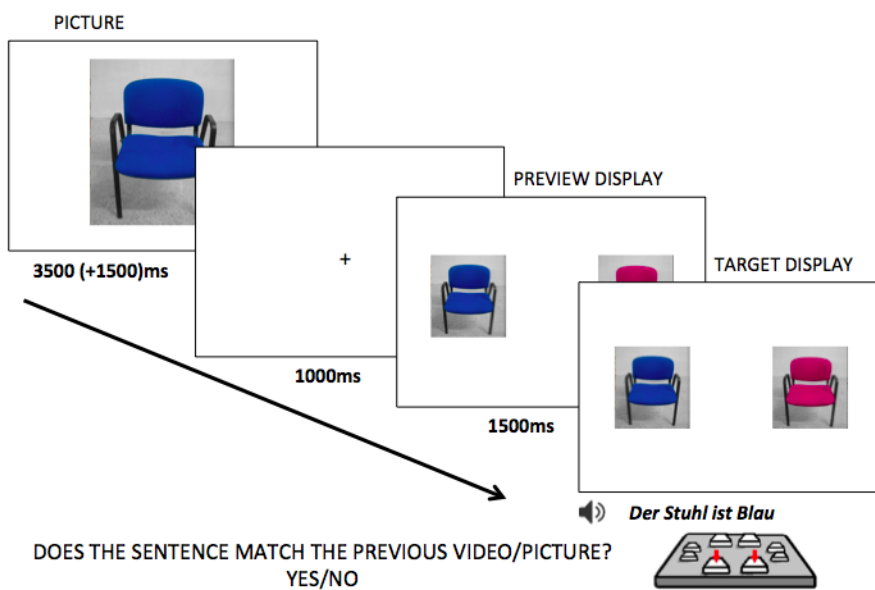 PICTURE
3500 (+1500)ms
+
1000ms
PREVIEW DISPLAY
1500ms
TARGET DISPLAY
Der Stuhl ist Blau
DOES THE SENTENCE MATCH THE PREVIOUS VIDEO/PICTURE?
YES/NO